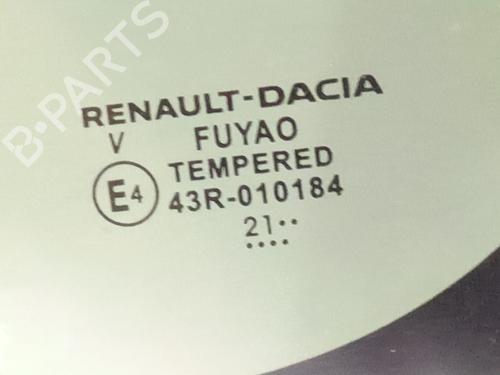 B-PARTS
RENAULT-DACIA
V FUYAO
TEMPERED
E4 43R-010184
21••
••••